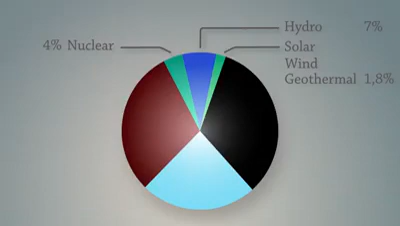 4% Nuclear
Hydro 7%
Solar
Wind
Geothermal 1,8%